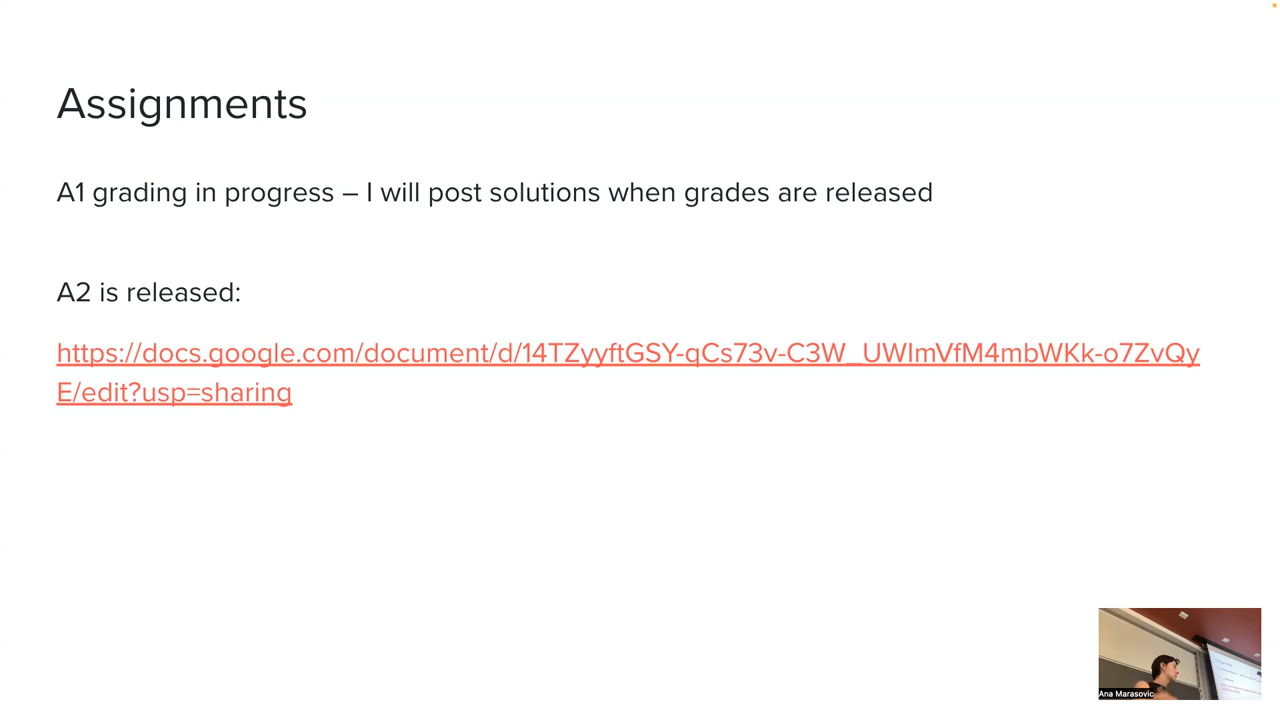 Assignments
A1 grading in progress – I will post solutions when grades are released
A2 is released:
https://docs.google.com/document/d/14TZyyftGSY-qCs73v-C3W_UWImVfM4mbWKk-o7ZvQy
E/edit?usp=sharing
Ana Marasovic